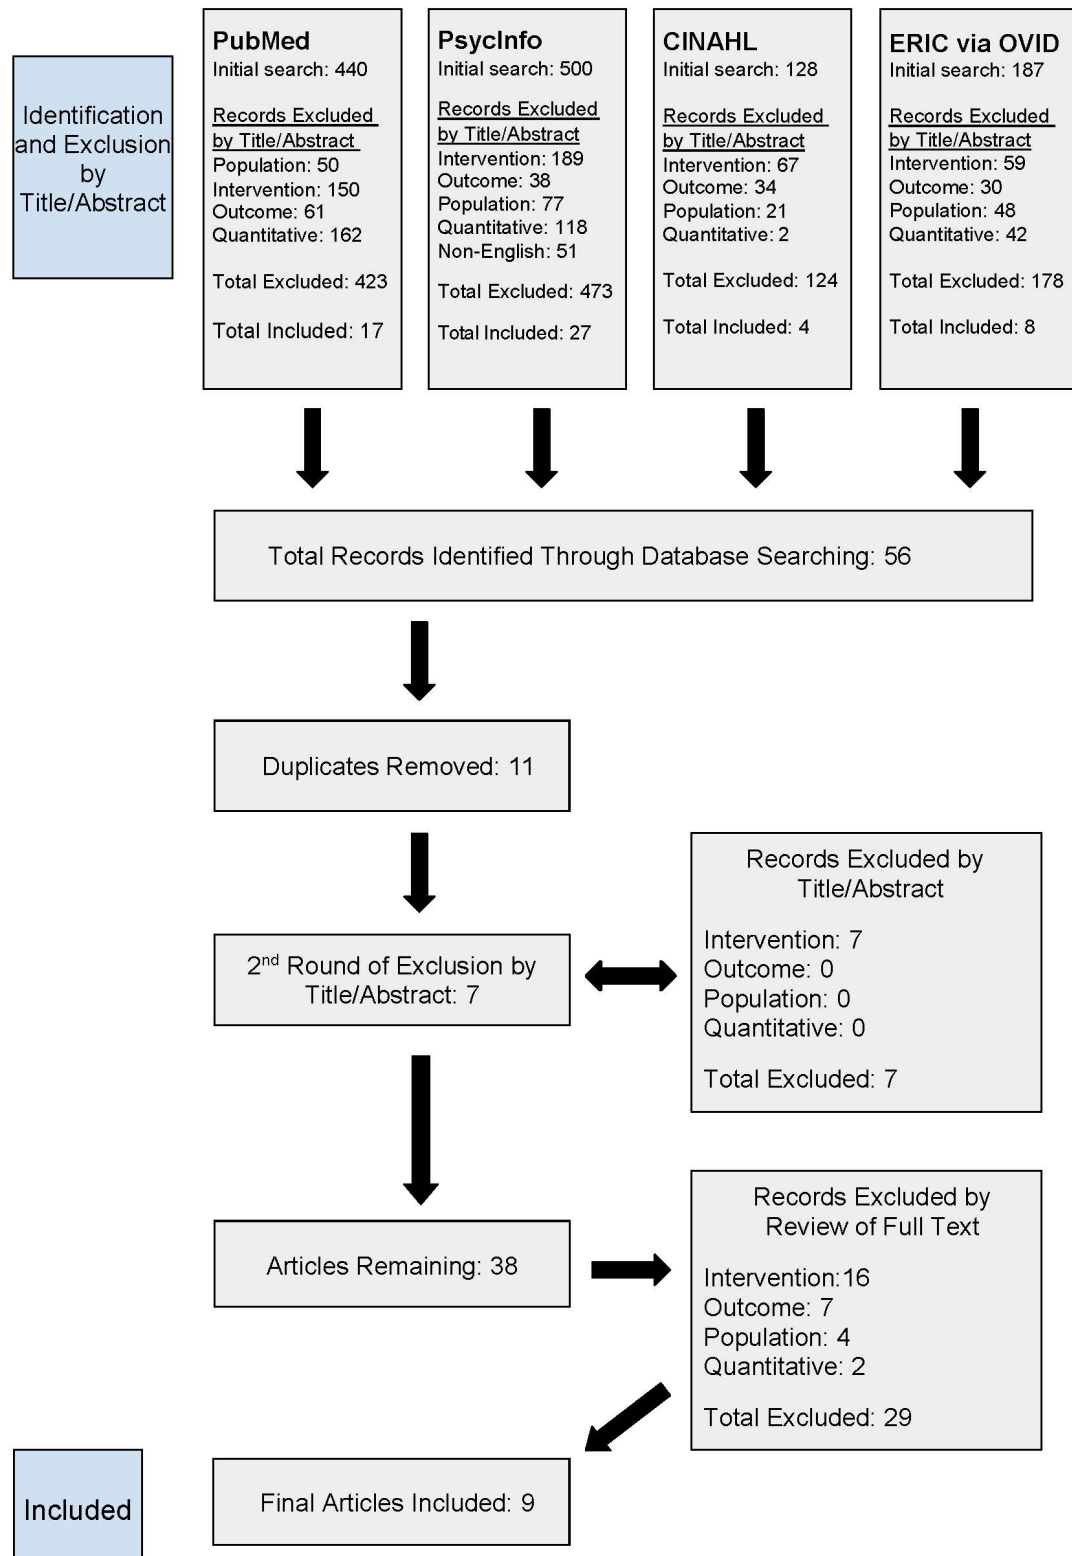 Identification
and Exclusion
by
Title/Abstract
PubMed
Initial search: 440
Records Excluded
by Title/Abstract
Population: 50
Intervention: 150
Outcome: 61
Quantitative: 162
Total Excluded: 423
Total Included: 17
PsycInfo
Initial search: 500
Records Excluded
by Title/Abstract
Intervention: 189
Outcome: 38
Population: 77
Quantitative: 118
Non-English: 51
Total Excluded: 473
Total Included: 27
CINAHL
Initial search: 128
Records Excluded
by Title/Abstract
Intervention: 67
Outcome: 34
Population: 21
Quantitative: 2
Total Excluded: 124
Total Included: 4
ERIC via OVID
Initial search: 187
Records Excluded
by Title/Abstract
Intervention: 59
Outcome: 30
Population: 48
Quantitative: 42
Total Excluded: 178
Total Included: 8
Total Records Identified Through Database Searching: 56
Duplicates Removed: 11
2nd Round of Exclusion by
Title/Abstract: 7
Records Excluded by
Title/Abstract
Intervention: 7
Outcome: 0
Population: 0
Quantitative: 0
Total Excluded: 7
Articles Remaining: 38
Records Excluded by
Review of Full Text
Intervention:16
Outcome: 7
Population: 4
Quantitative: 2
Total Excluded: 29
Included
Final Articles Included: 9